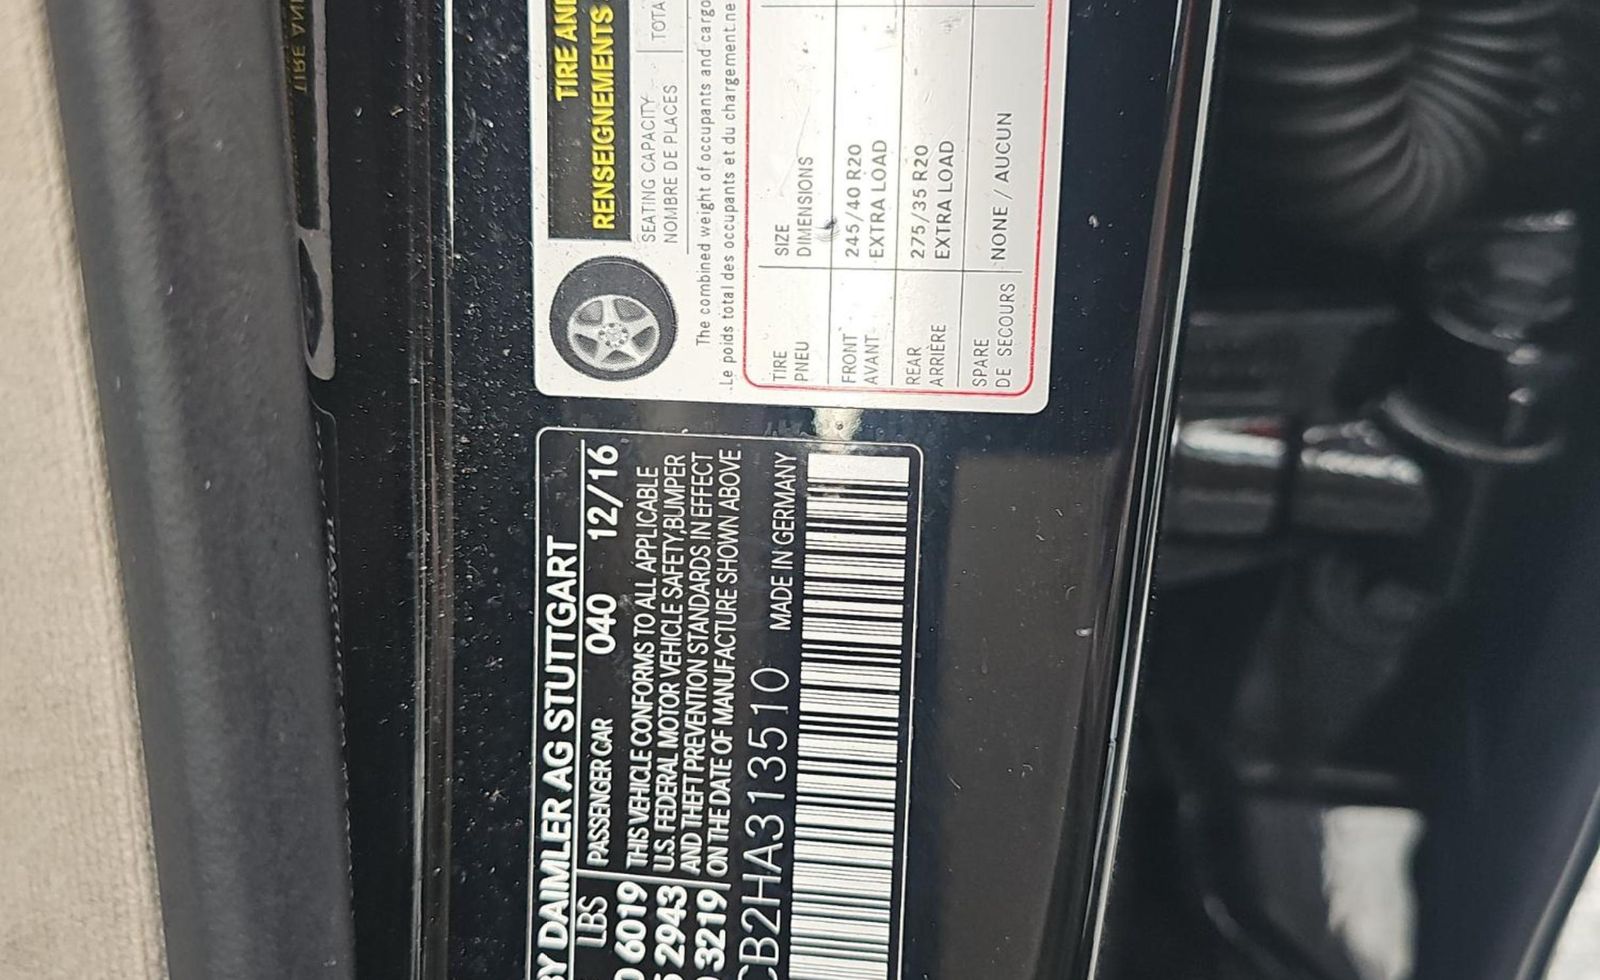 BY DAIMLER AG STUTTGART
LBS PASSENGER CAR 040 12/16
6019 THIS VEHICLE CONFORMS TO ALL APPLICABLE
2943 U.S. FEDERAL MOTOR VEHICLE SAFETY, BUMPER
3219 AND THEFT PREVENTION STANDARDS IN EFFECT
ON THE DATE OF MANUFACTURE SHOWN ABOVE
CB2HA313510 MADE IN GERMANY
TIRE AND
RENSEIGNEMENTS
SEATING CAPACITY
NOMBRE DE PLACES
TOTA
The combined weight of occupants and cargo
Le poids total des occupants et du chargement ne
TIRE SIZE
PNEU DIMENSIONS
FRONT 245/40 R20
AVANT EXTRA LOAD
REAR 275/35 R20
ARRIÈRE EXTRA LOAD
SPARE
DE SECOURS NONE / AUCUN